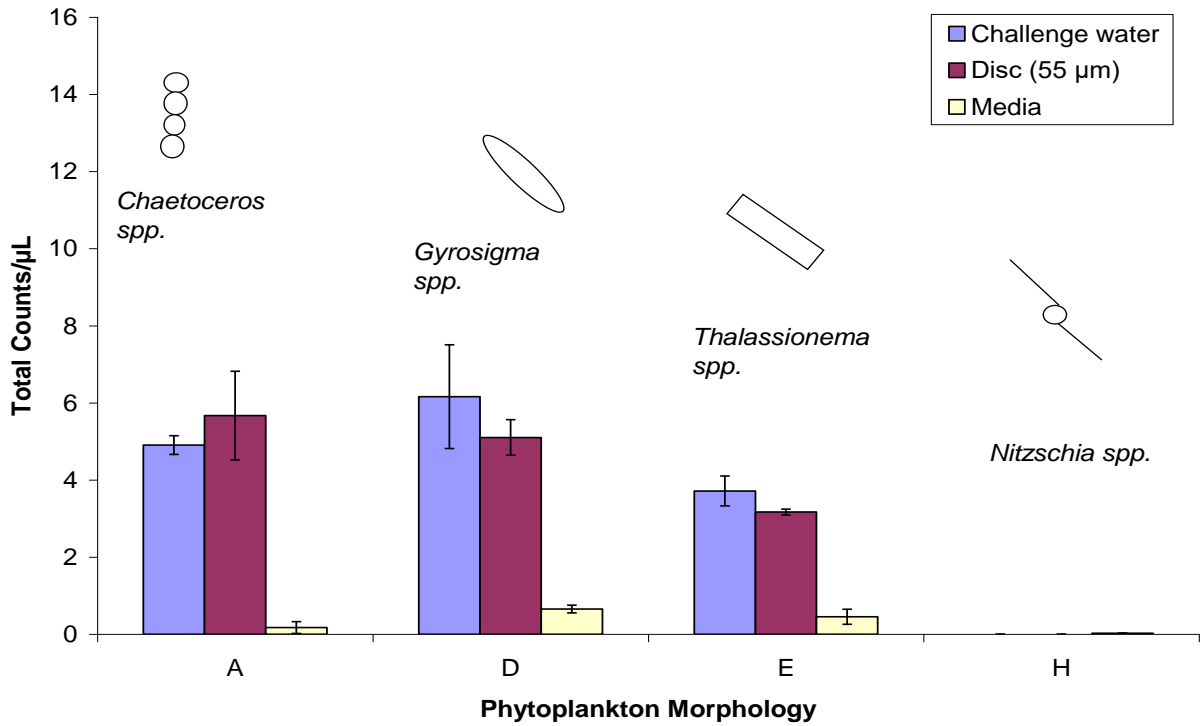 16
14
12
10
8
6
4
2
0
Total Counts/µL
Challenge water
Disc (55 µm)
Media
Chaetoceros
spp.
Gyrosigma
spp.
Thalassionema
spp.
Nitzschia spp.
A
D
E
H
Phytoplankton Morphology